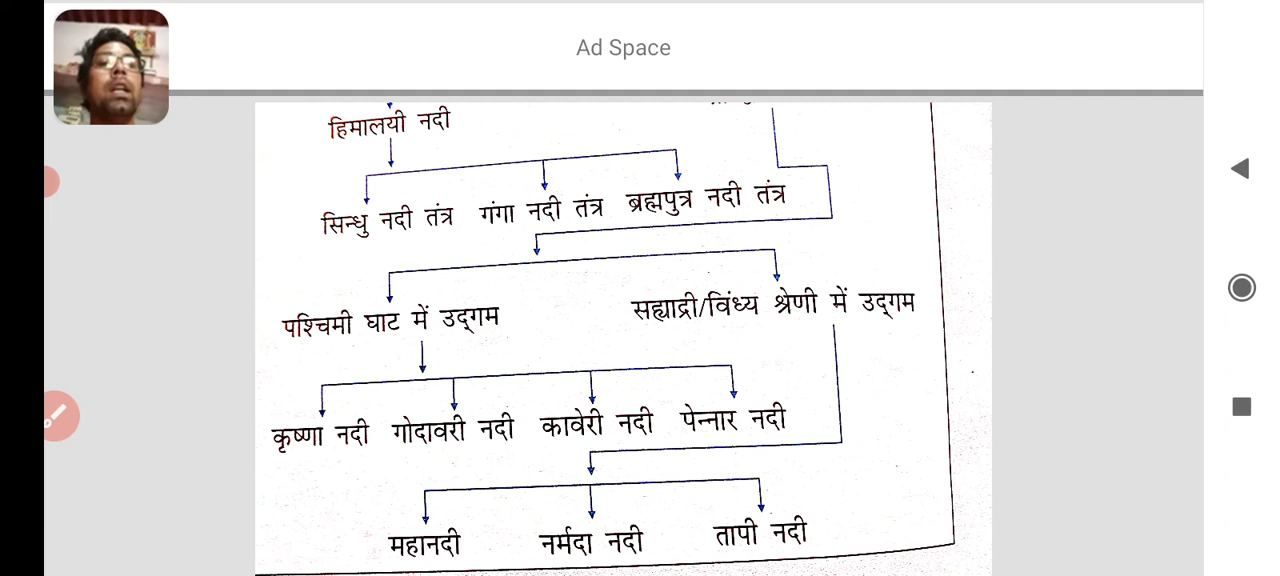 Ad Space
हिमालयी नदी
सिन्धु नदी तंत्र गंगा नदी तंत्र ब्रह्मपुत्र नदी तंत्र
पश्चिमी घाट में उद्‌गम सह्याद्री/विंध्य श्रेणी में उद्‌गम
कृष्णा नदी गोदावरी नदी कावेरी नदी पेन्नार नदी
महानदी नर्मदा नदी तापी नदी